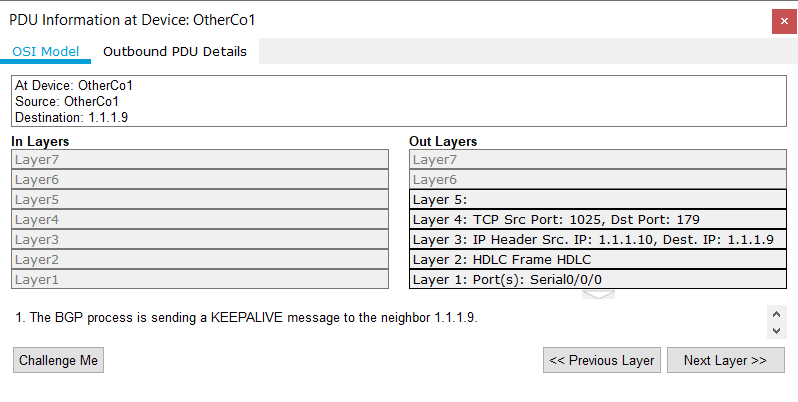 PDU Information at Device: OtherCo1
OSI Model Outbound PDU Details
At Device: OtherCo1
Source: OtherCo1
Destination: 1.1.1.9
In Layers
Layer7
Layer6
Layer5
Layer4
Layer3
Layer2
Layer1
Out Layers
Layer7
Layer6
Layer 5:
Layer 4: TCP Src Port: 1025, Dst Port: 179
Layer 3: IP Header Src. IP: 1.1.1.10, Dest. IP: 1.1.1.9
Layer 2: HDLC Frame HDLC
Layer 1: Port(s): Serial0/0/0
1. The BGP process is sending a KEEPALIVE message to the neighbor 1.1.1.9.
Challenge Me
<< Previous Layer
Next Layer >>